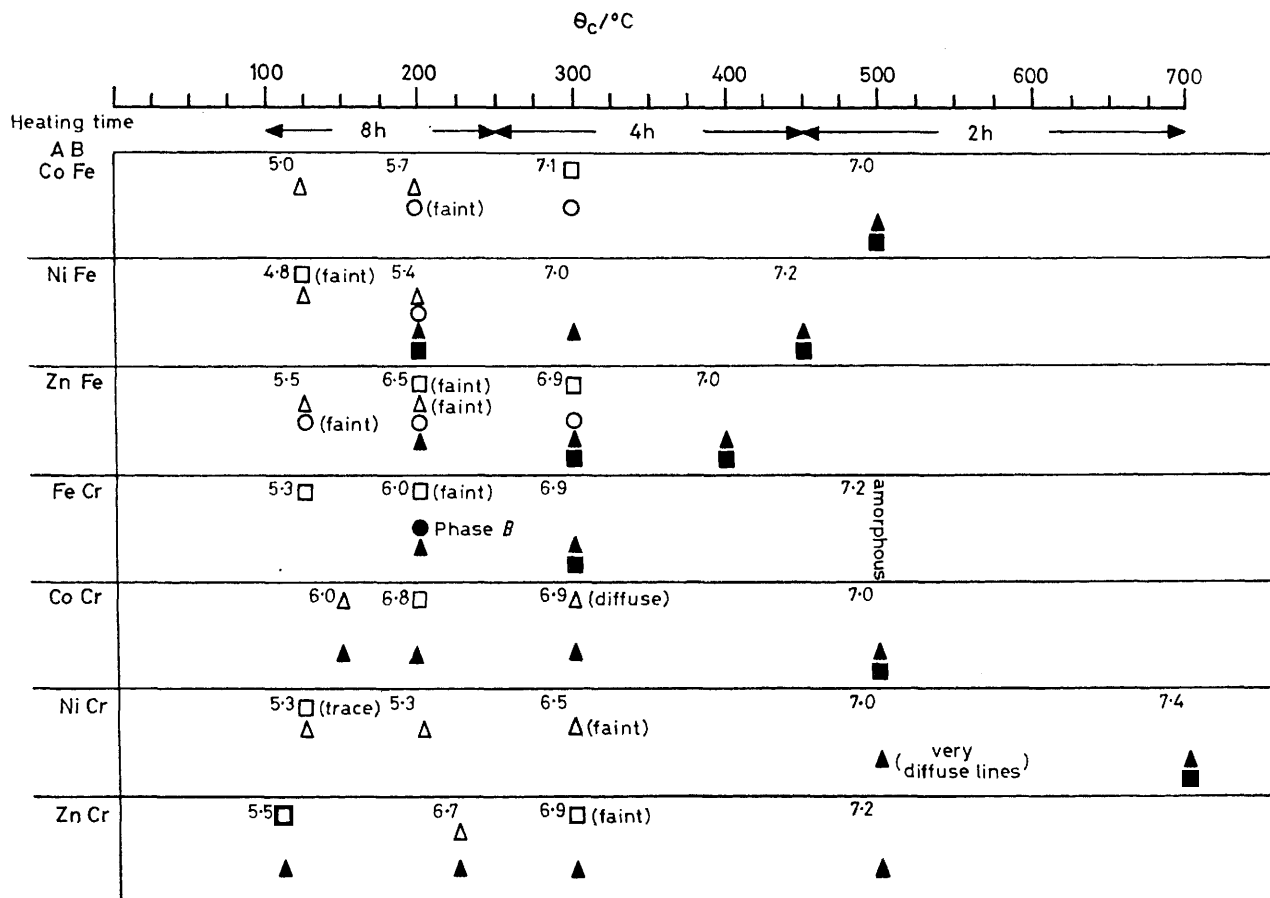 θc/°C
100 200 300 400 500 600 700
Heating time 8h 4h 2h
A B
Co Fe 5·0 5·7 7·1 7·0
(faint)
Ni Fe 4·8 (faint) 5·4 7·0 7·2
Zn Fe 5·5 6·5 (faint) 6·9 7·0
(faint)
(faint)
Fe Cr 5·3 6·0 (faint) 6·9 7·2 amorphous
Phase B
Co Cr 6·0 6·8 6·9 (diffuse) 7·0
Ni Cr 5·3 (trace) 5·3 6·5 7·0 7·4
(faint)
(very
diffuse lines)
Zn Cr 5·5 6·7 6·9 (faint) 7·2